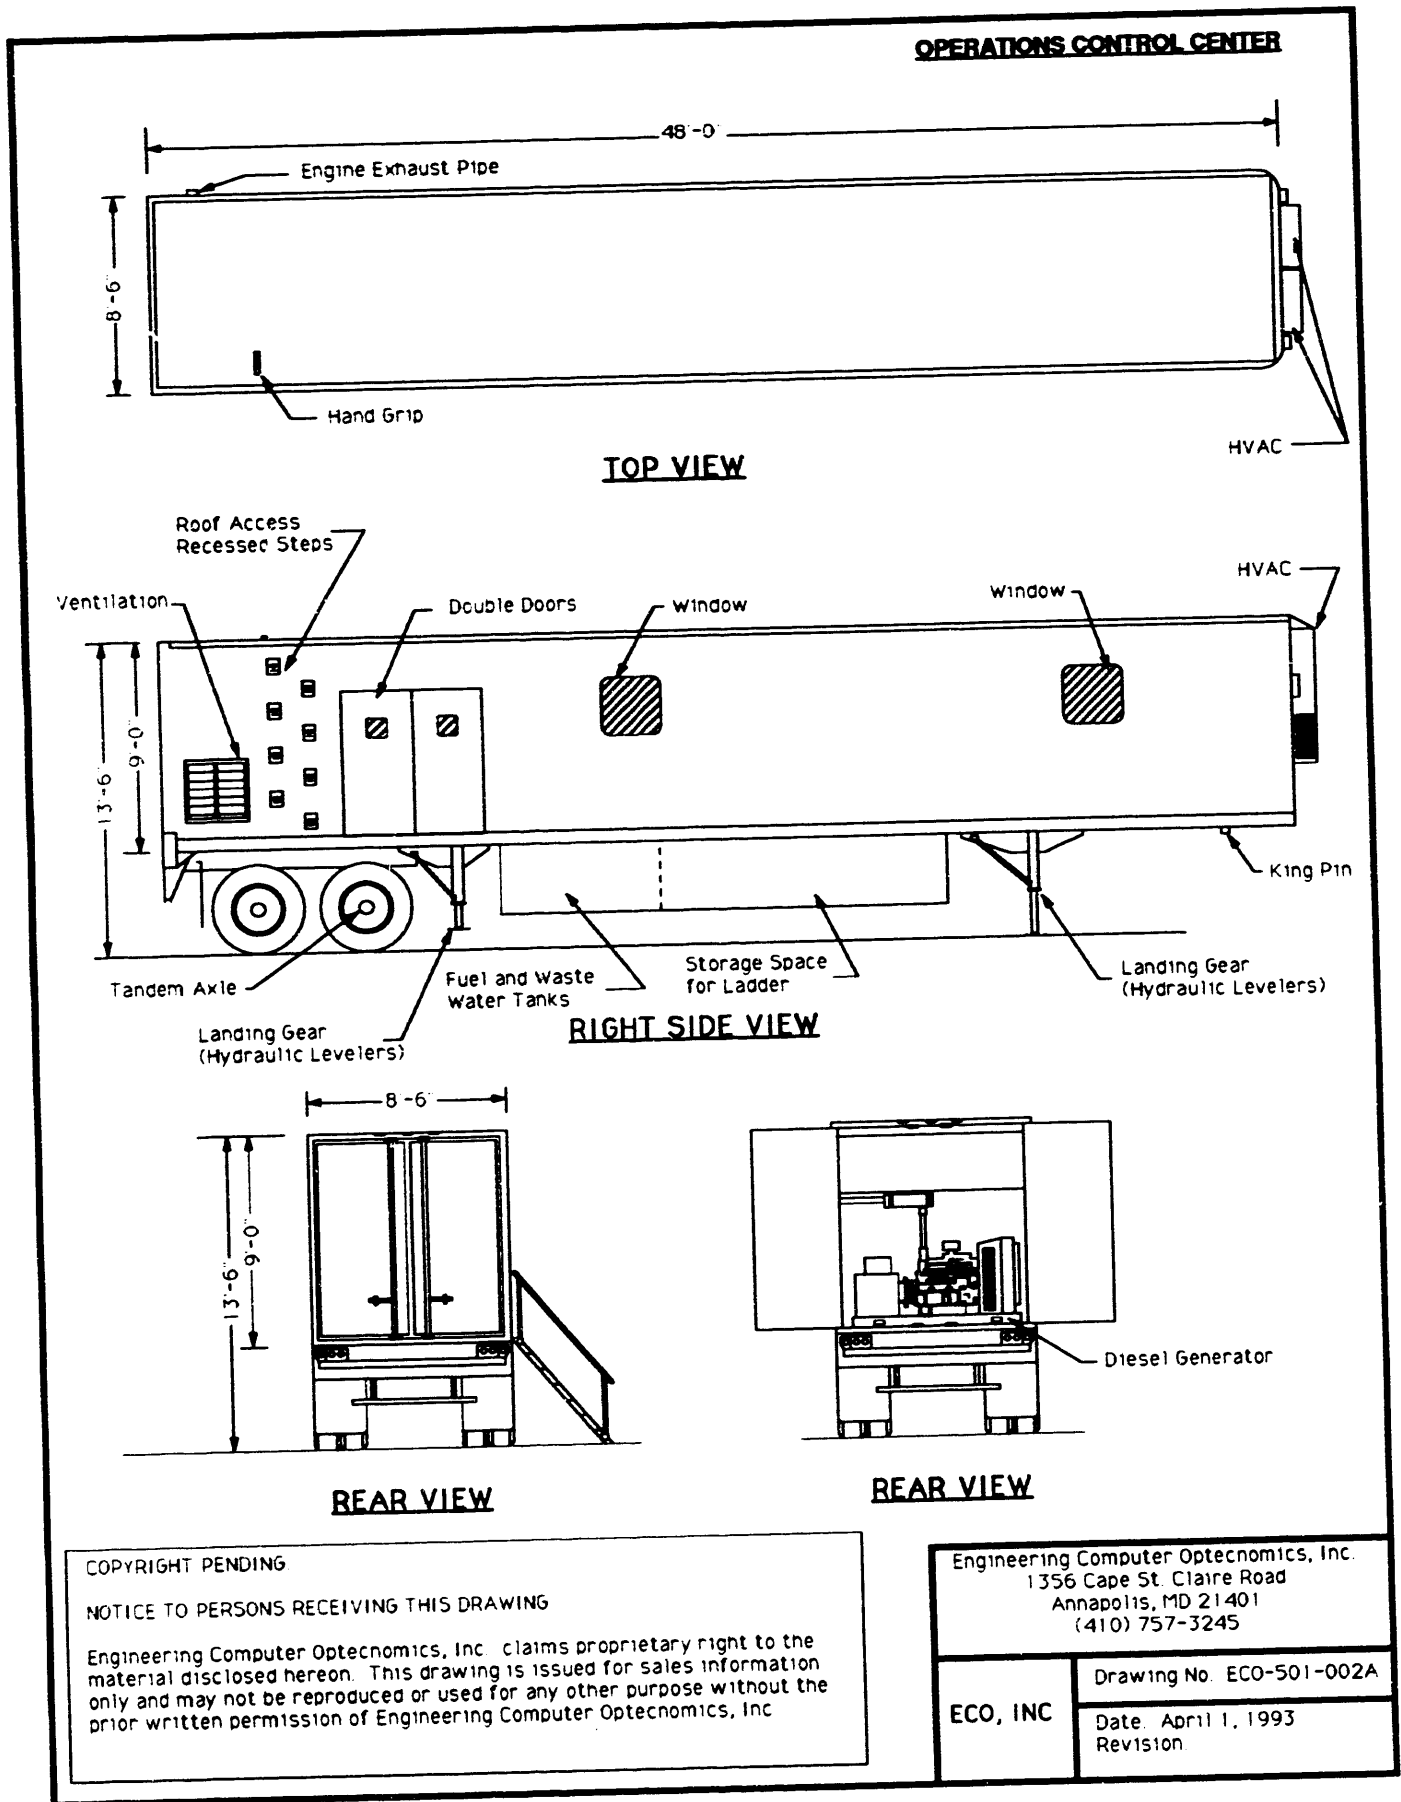 OPERATIONS CONTROL CENTER
48'-0"
Engine Exhaust Pipe
8'-6"
Hand Grip
HVAC
TOP VIEW
Roof Access
Recessed Steps
Ventilation
Double Doors
Window
Window
HVAC
13'-6"
9'-0"
King Pin
Tandem Axle
Landing Gear
(Hydraulic Levelers)
Fuel and Waste
Water Tanks
Storage Space
for Ladder
Landing Gear
(Hydraulic Levelers)
RIGHT SIDE VIEW
8'-6"
13'-6"
9'-0"
Diesel Generator
REAR VIEW
REAR VIEW
COPYRIGHT PENDING.
NOTICE TO PERSONS RECEIVING THIS DRAWING
Engineering Computer Optecnomics, Inc. claims proprietary right to the
material disclosed hereon. This drawing is issued for sales information
only and may not be reproduced or used for any other purpose without the
prior written permission of Engineering Computer Optecnomics, Inc
Engineering Computer Optecnomics, Inc.
1356 Cape St. Claire Road
Annapolis, MD 21401
(410) 757-3245
ECO, INC
Drawing No. ECO-501-002A
Date. April 1, 1993
Revision.